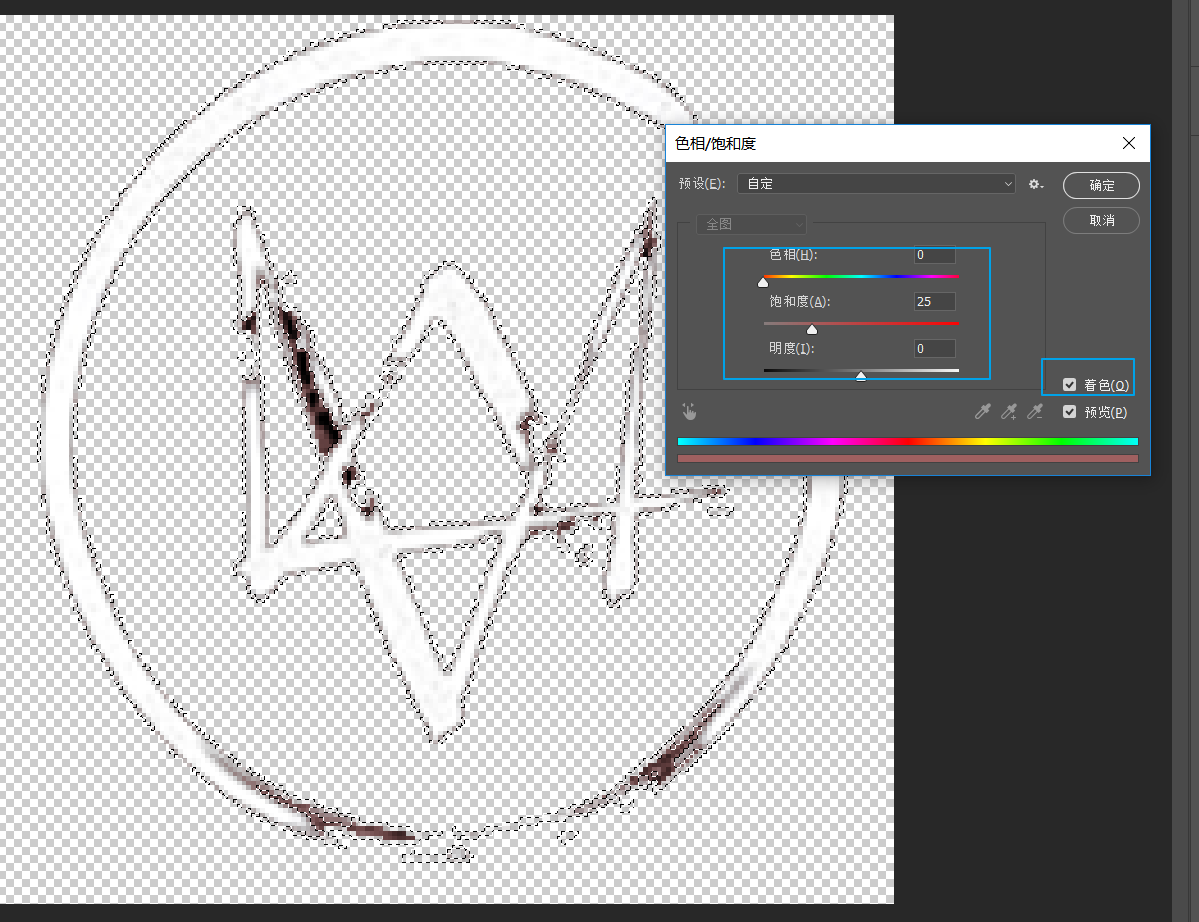 色相/饱和度
预设(E):
自定
确定
全图
取消
色相(H):
0
饱和度(A):
25
明度(I):
0
着色(O)
预览(P)